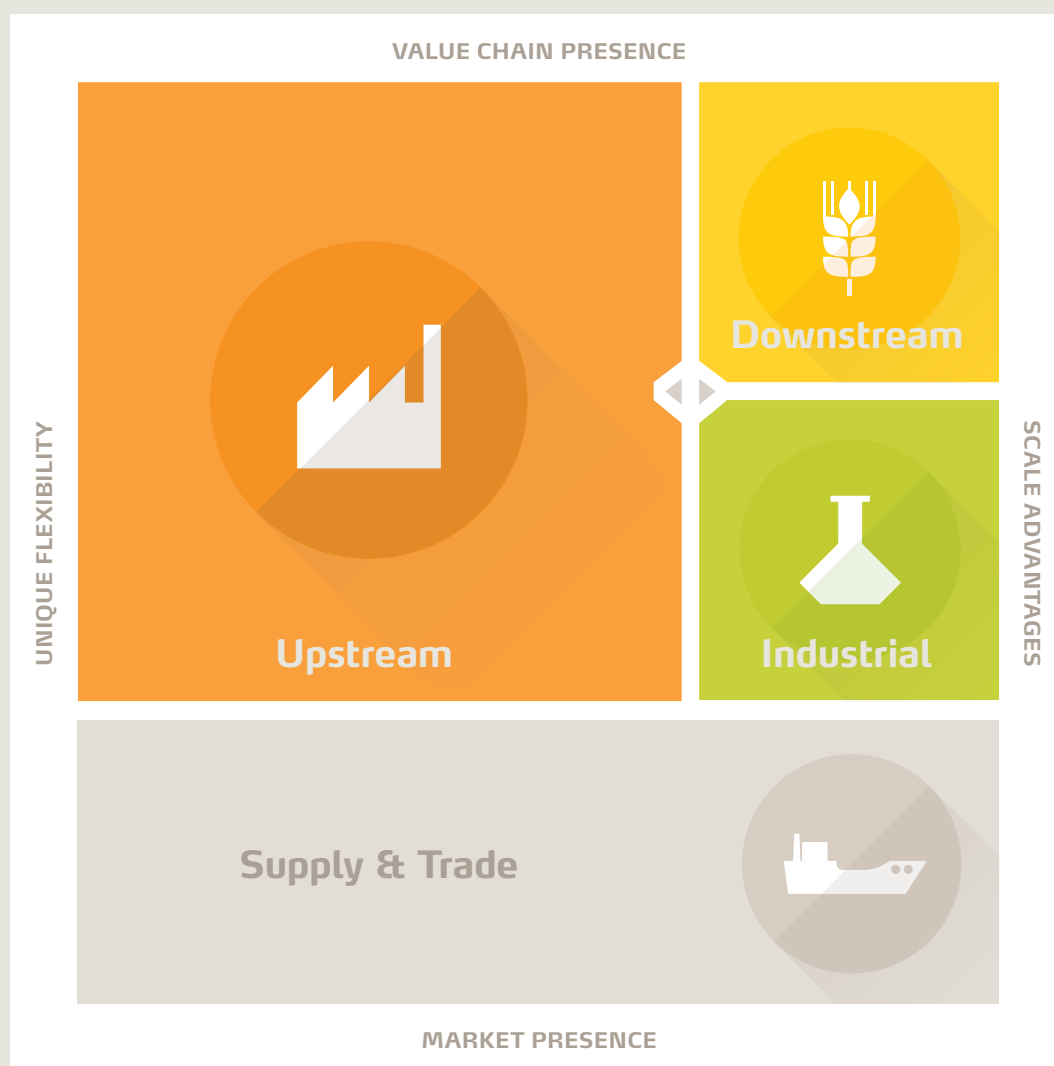 VALUE CHAIN PRESENCE
Downstream
UNIQUE FLEXIBILITY
SCALE ADVANTAGES
Upstream
Industrial
Supply & Trade
MARKET PRESENCE